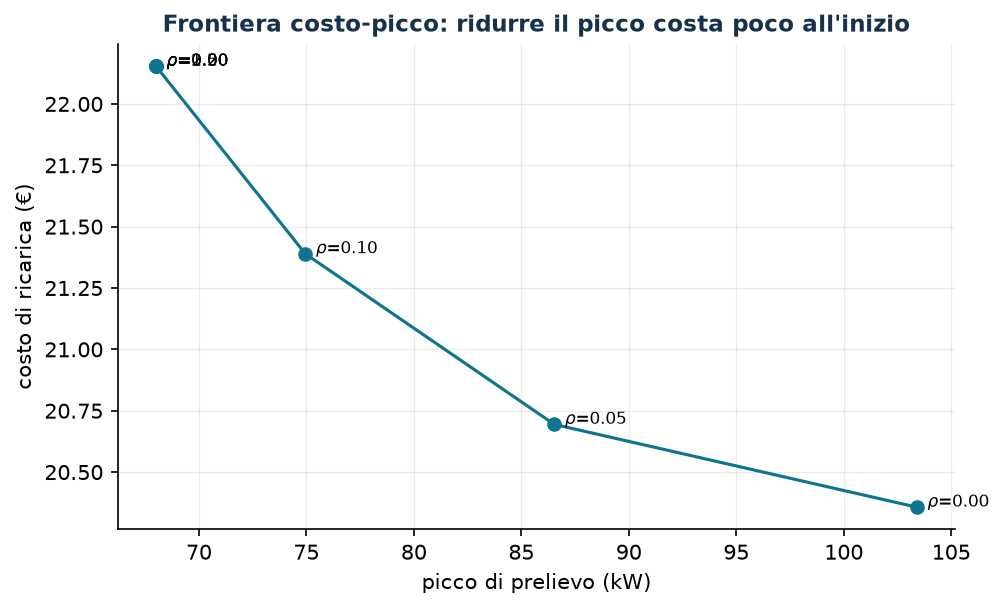 Frontiera costo-picco: ridurre il picco costa poco all'inizio
costo di ricarica (€)
22.00
21.75
21.50
21.25
21.00
20.75
20.50
ρ=0.10
ρ=0.05
ρ=0.00
70 75 80 85 90 95 100 105
picco di prelievo (kW)